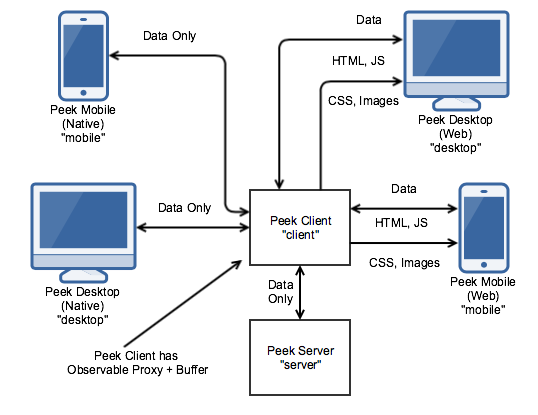 Data Only
Peek Mobile
(Native)
"mobile"
Data
HTML, JS
CSS, Images
Peek Desktop
(Web)
"desktop"
Data Only
Peek Desktop
(Native)
"desktop"
Peek Client
"client"
Data
HTML, JS
CSS, Images
Peek Mobile
(Web)
"mobile"
Data
Only
Peek Client has
Observable Proxy + Buffer
Peek Server
"server"